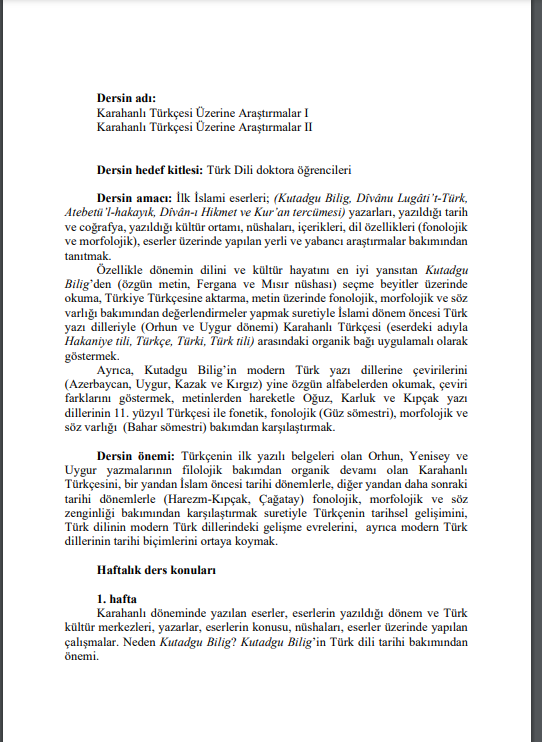 Dersin adı:
Karahanlı Türkçesi Üzerine Araştırmalar I
Karahanlı Türkçesi Üzerine Araştırmalar II
Dersin hedef kitlesi: Türk Dili doktora öğrencileri
Dersin amacı: İlk İslami eserleri; (Kutadgu Bilig, Dîvânu Lugâti't-Türk,
Atebetü'l-hakayık, Dîvân-ı Hikmet ve Kur'an tercümesi) yazarları, yazıldığı tarih
ve coğrafya, yazıldığı kültür ortamı, nüshaları, içerikleri, dil özellikleri (fonolojik
ve morfolojik), eserler üzerinde yapılan yerli ve yabancı araştırmalar bakımından
tanıtmak.
Özellikle dönemin dilini ve kültür hayatını en iyi yansıtan Kutadgu
Bilig'den (özgün metin, Fergana ve Mısır nüshası) seçme beyitler üzerinde
okuma, Türkiye Türkçesine aktarma, metin üzerinde fonolojik, morfolojik ve söz
varlığı bakımından değerlendirmeler yapmak suretiyle İslami dönem öncesi Türk
yazı dilleriyle (Orhun ve Uygur dönemi) Karahanlı Türkçesi (eserdeki adıyla
Hakaniye tili, Türkçe, Türki, Türk tili) arasındaki organik bağı uygulamalı olarak
göstermek.
Ayrıca, Kutadgu Bilig'in modern Türk yazı dillerine çevirilerini
(Azerbaycan, Uygur, Kazak ve Kırgız) yine özgün alfabelerden okumak, çeviri
farklarını göstermek, metinlerden hareketle Oğuz, Karluk ve Kıpçak yazı
dillerinin 11. yüzyıl Türkçesi ile fonetik, fonolojik (Güz sömestri), morfolojik ve
söz varlığı (Bahar sömestri) bakımdan karşılaştırmak.
Dersin önemi: Türkçenin ilk yazılı belgeleri olan Orhun, Yenisey ve
Uygur yazmalarının filolojik bakımdan organik devamı olan Karahanlı
Türkçesini, bir yandan İslam öncesi tarihi dönemlerle, diğer yandan daha sonraki
tarihi dönemlerle (Harezm-Kıpçak, Çağatay) fonolojik, morfolojik ve söz
zenginliği bakımından karşılaştırmak suretiyle Türkçenin tarihsel gelişimini,
Türk dilinin modern Türk dillerindeki gelişme evrelerini, ayrıca modern Türk
dillerinin tarihi biçimlerini ortaya koymak.
Haftalık ders konuları
1. hafta
Karahanlı döneminde yazılan eserler, eserlerin yazıldığı dönem ve Türk
kültür merkezleri, yazarlar, eserlerin konusu, nüshaları, eserler üzerinde yapılan
çalışmalar. Neden Kutadgu Bilig? Kutadgu Bilig'in Türk dili tarihi bakımından
önemi.